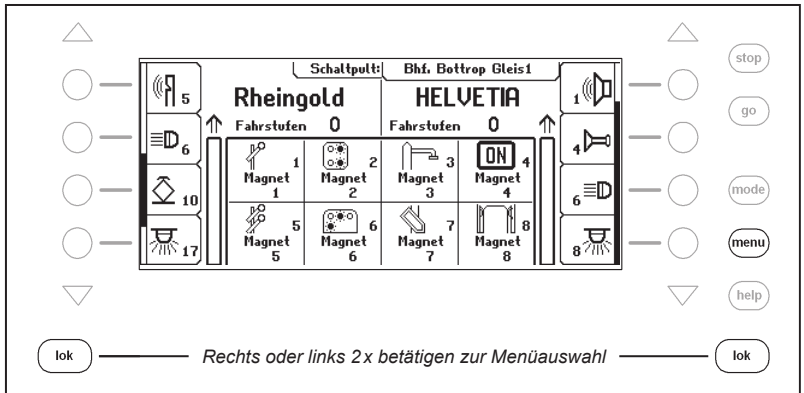 Schaltpult: Bhf. Bottrop Gleis1
Rheingold HELVETIA
Fahrstufen 0 Fahrstufen 0
5
6
10
17
1
4
6
8
1 2 3 ON 4
Magnet 1 Magnet 2 Magnet 3 Magnet 4
5 6 7 8
Magnet 5 Magnet 6 Magnet 7 Magnet 8
stop
go
mode
menu
help
lok Rechts oder links 2x betätigen zur Menüauswahl lok